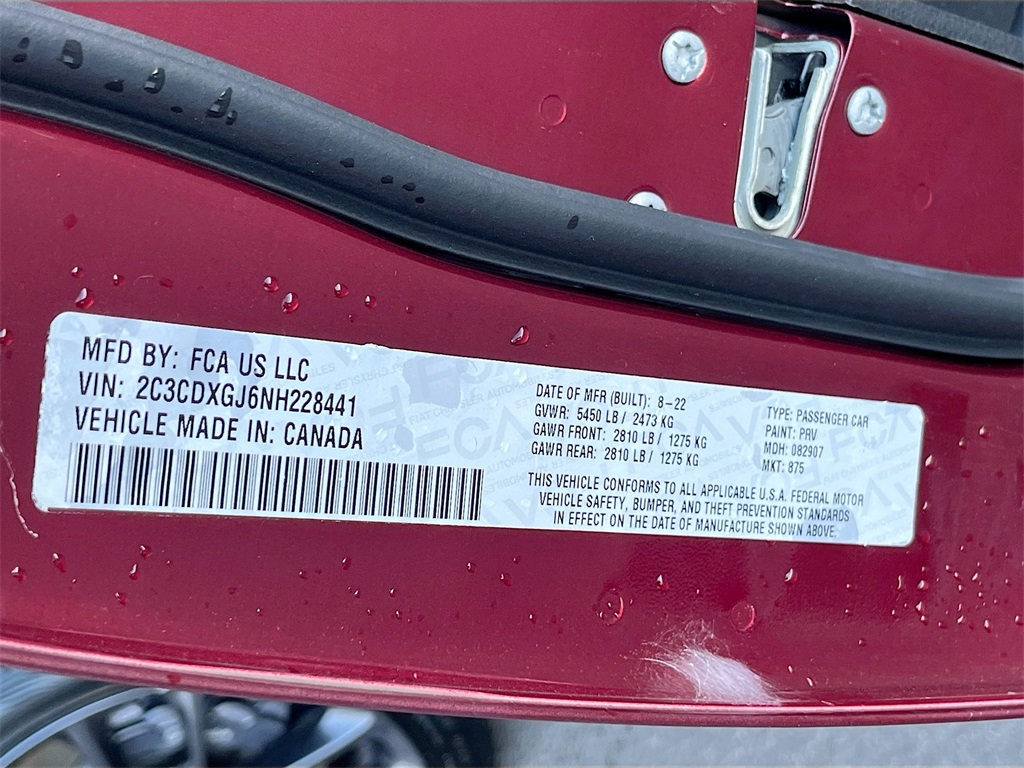 MFD BY: FCA US LLC
VIN: 2C3CDXGJ6NH228441
VEHICLE MADE IN: CANADA
DATE OF MFR (BUILT): 8-22
GVWR: 5450 LB / 2473 KG
GAWR FRONT: 2810 LB / 1275 KG
GAWR REAR: 2810 LB / 1275 KG
TYPE: PASSENGER CAR
PAINT: PRV
MDH: 082907
MKT: 875
THIS VEHICLE CONFORMS TO ALL APPLICABLE U.S.A. FEDERAL MOTOR
VEHICLE SAFETY, BUMPER, AND THEFT PREVENTION STANDARDS
IN EFFECT ON THE DATE OF MANUFACTURE SHOWN ABOVE.